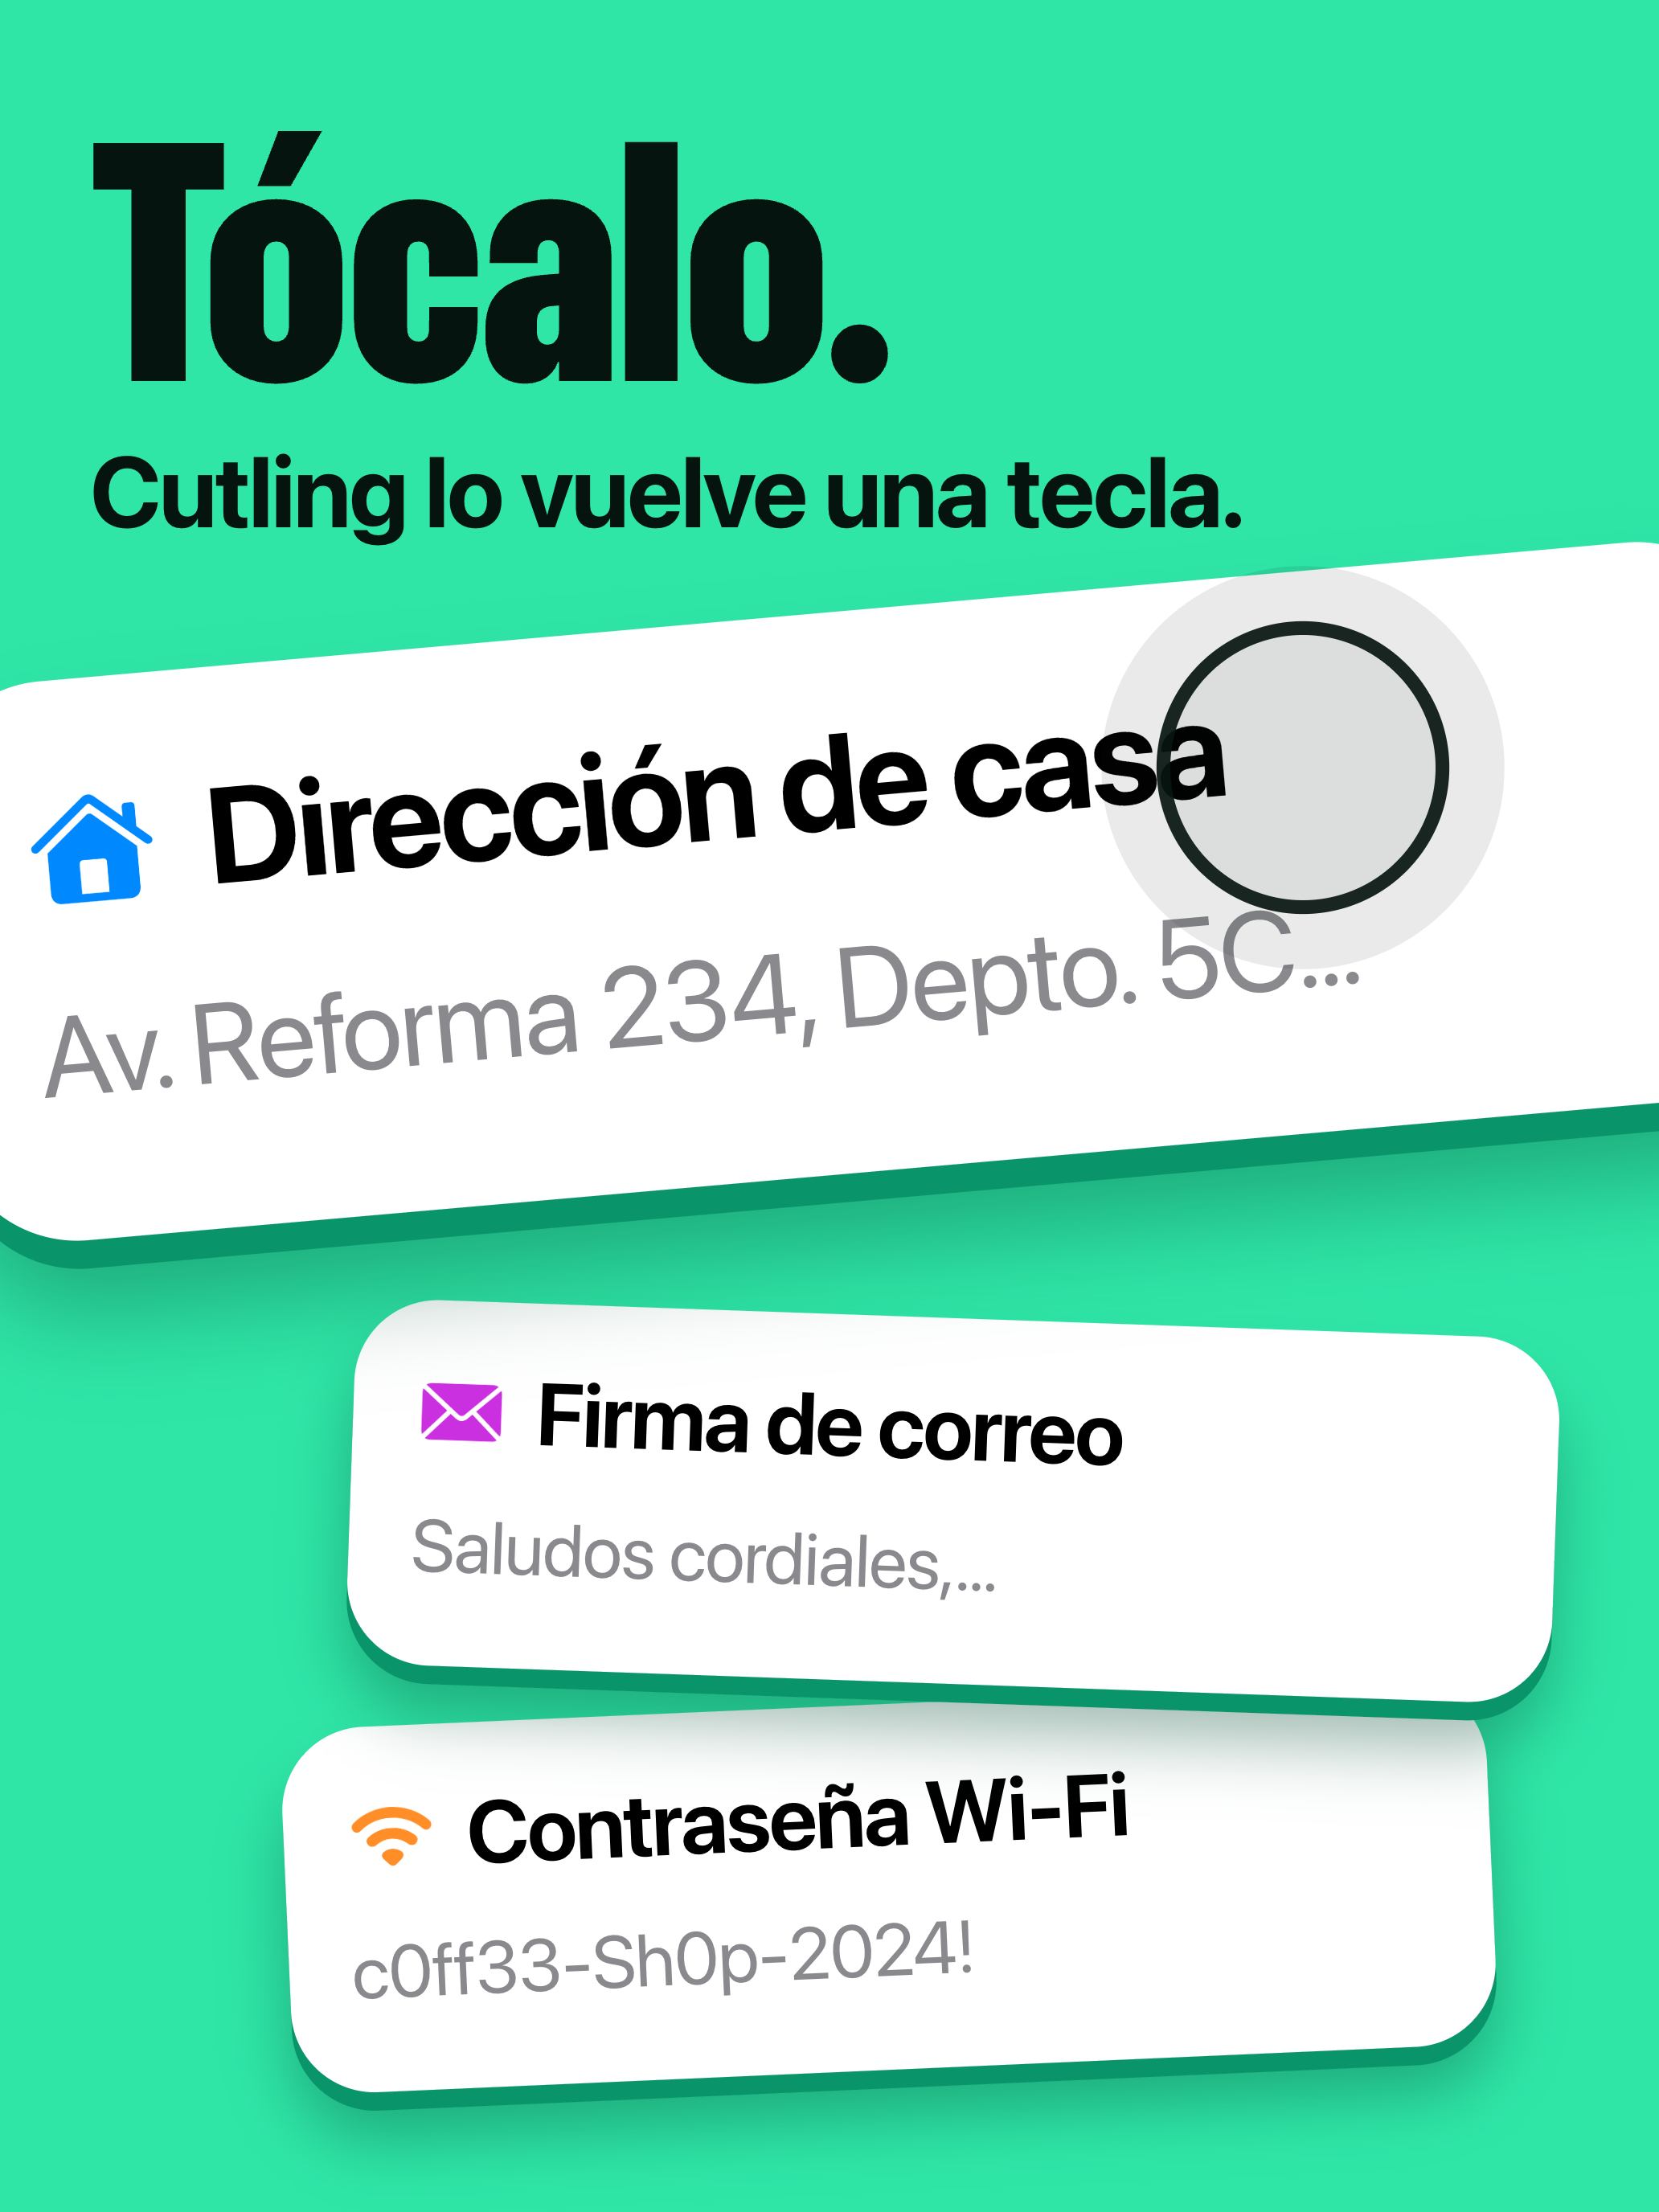 Tócalo.
Cutling lo vuelve una tecla.
Dirección de casa
Av. Reforma 234, Depto. 5C…
Firma de correo
Saludos cordiales,…
Contraseña Wi-Fi
c0ff33-Sh0p-2024!